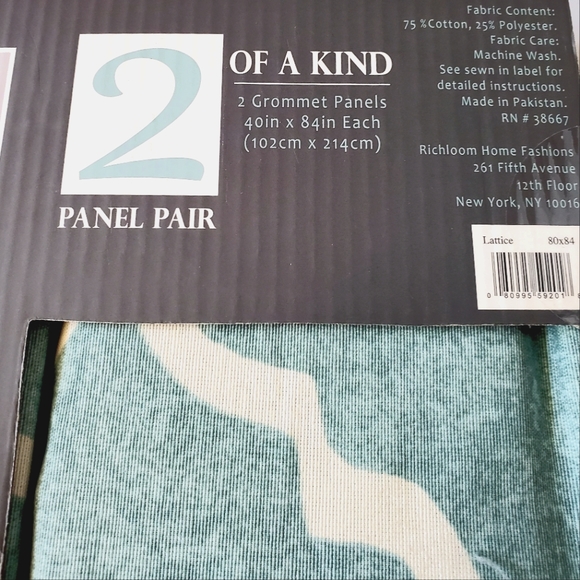 2
OF A KIND
2 Grommet Panels
40in x 84in Each
(102cm x 214cm)
PANEL PAIR
Fabric Content:
75 %Cotton, 25% Polyester.
Fabric Care:
Machine Wash.
See sewn in label for
detailed instructions.
Made in Pakistan.
RN # 38667
Richloom Home Fashions
261 Fifth Avenue
12th Floor
New York, NY 10016
Lattice 80x84
0 80995 59201